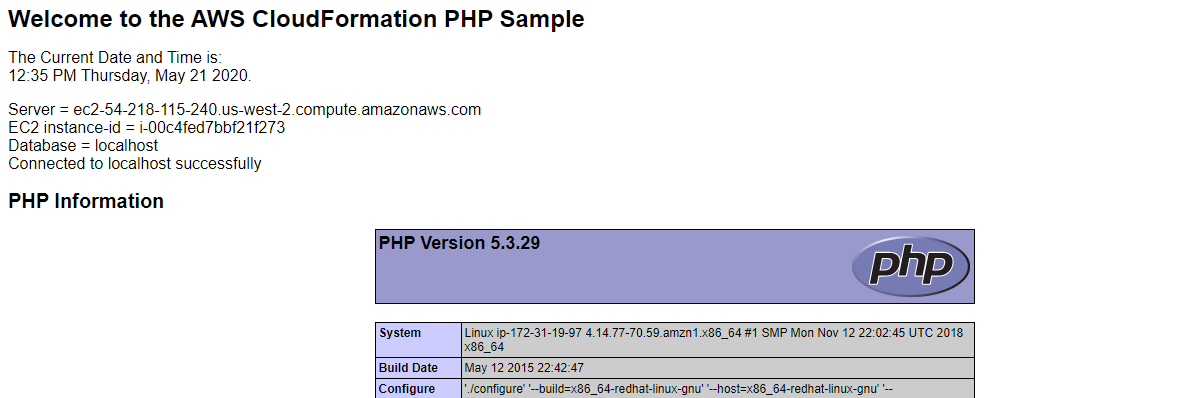 Welcome to the AWS CloudFormation PHP Sample
The Current Date and Time is:
12:35 PM Thursday, May 21 2020.
Server = ec2-54-218-115-240.us-west-2.compute.amazonaws.com
EC2 instance-id = i-00c4fed7bbf21f273
Database = localhost
Connected to localhost successfully
PHP Information
PHP Version 5.3.29
php
System Linux ip-172-31-19-97 4.14.77-70.59.amzn1.x86_64 #1 SMP Mon Nov 12 22:02:45 UTC 2018
x86_64
Build Date May 12 2015 22:42:47
Configure './configure' '--build=x86_64-redhat-linux-gnu' '--host=x86_64-redhat-linux-gnu' '--